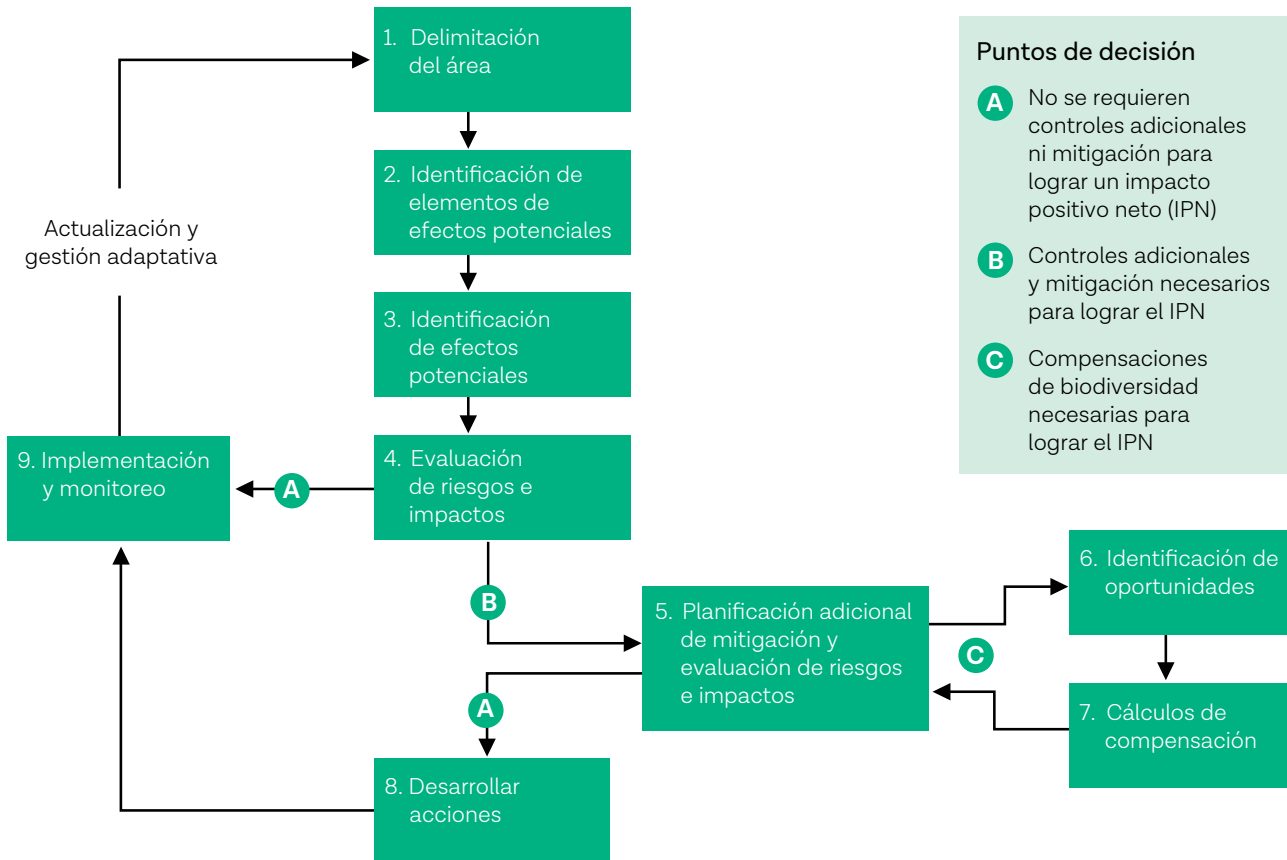 1. Delimitación
del área
2. Identificación de
elementos de
efectos potenciales
Actualización y
gestión adaptativa
3. Identificación
de efectos
potenciales
9. Implementación
y monitoreo
A
4. Evaluación
de riesgos e
impactos
B
5. Planificación adicional
de mitigación y
evaluación de riesgos
e impactos
C
6. Identificación de
oportunidades
7. Cálculos de
compensación
A
8. Desarrollar
acciones
Puntos de decisión
A
No se requieren
controles adicionales
ni mitigación para
lograr un impacto
positivo neto (IPN)
B
Controles adicionales
y mitigación necesarios
para lograr el IPN
C
Compensaciones
de biodiversidad
necesarias para
lograr el IPN